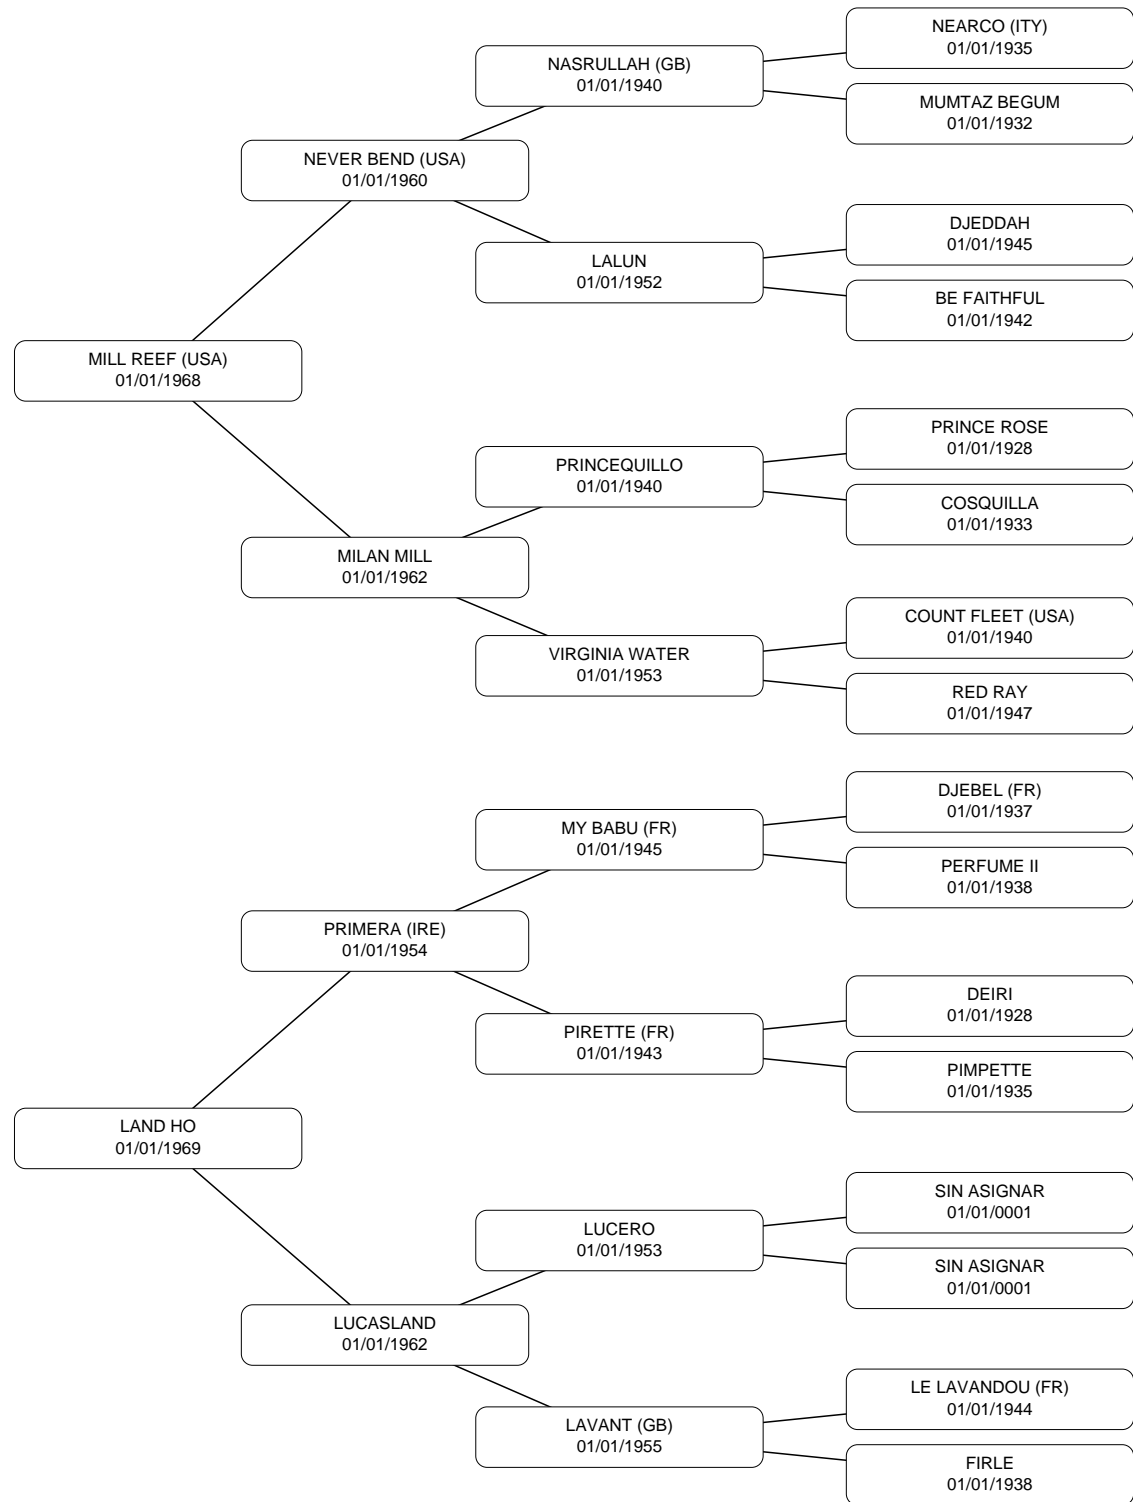 NEARCO (ITY)
01/01/1935
NASRULLAH (GB)
01/01/1940
MUMTAZ BEGUM
01/01/1932
NEVER BEND (USA)
01/01/1960
DJEDDAH
01/01/1945
LALUN
01/01/1952
BE FAITHFUL
01/01/1942
MILL REEF (USA)
01/01/1968
PRINCE ROSE
01/01/1928
PRINCEQUILLO
01/01/1940
COSQUILLA
01/01/1933
MILAN MILL
01/01/1962
COUNT FLEET (USA)
01/01/1940
VIRGINIA WATER
01/01/1953
RED RAY
01/01/1947
DJEBEL (FR)
01/01/1937
MY BABU (FR)
01/01/1945
PERFUME II
01/01/1938
PRIMERA (IRE)
01/01/1954
DEIRI
01/01/1928
PIRETTE (FR)
01/01/1943
PIMPETTE
01/01/1935
LAND HO
01/01/1969
SIN ASIGNAR
01/01/0001
LUCERO
01/01/1953
SIN ASIGNAR
01/01/0001
LUCASLAND
01/01/1962
LE LAVANDOU (FR)
01/01/1944
LAVANT (GB)
01/01/1955
FIRLE
01/01/1938